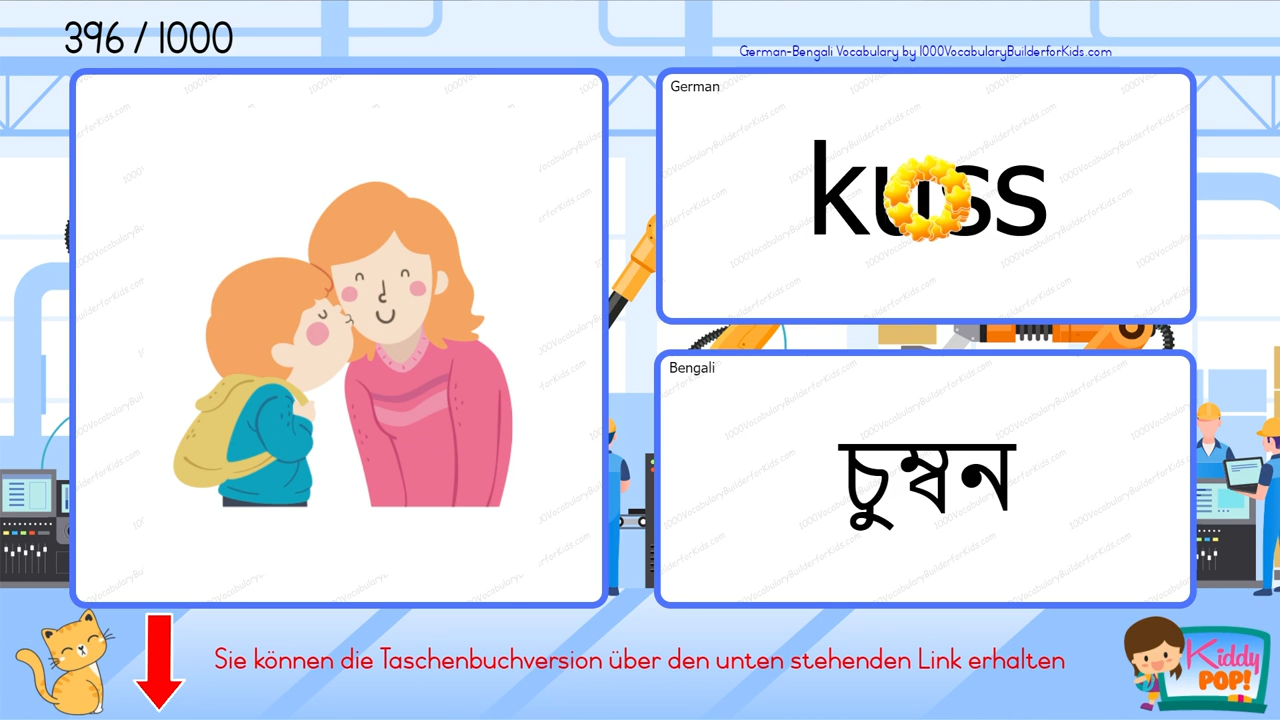 396 / 1000
German-Bengali Vocabulary by 1000VocabularyBuilderforKids.com
German
kuss
Bengali
চুম্বন
Sie können die Taschenbuchversion über den unten stehenden Link erhalten
Kiddy
POP!